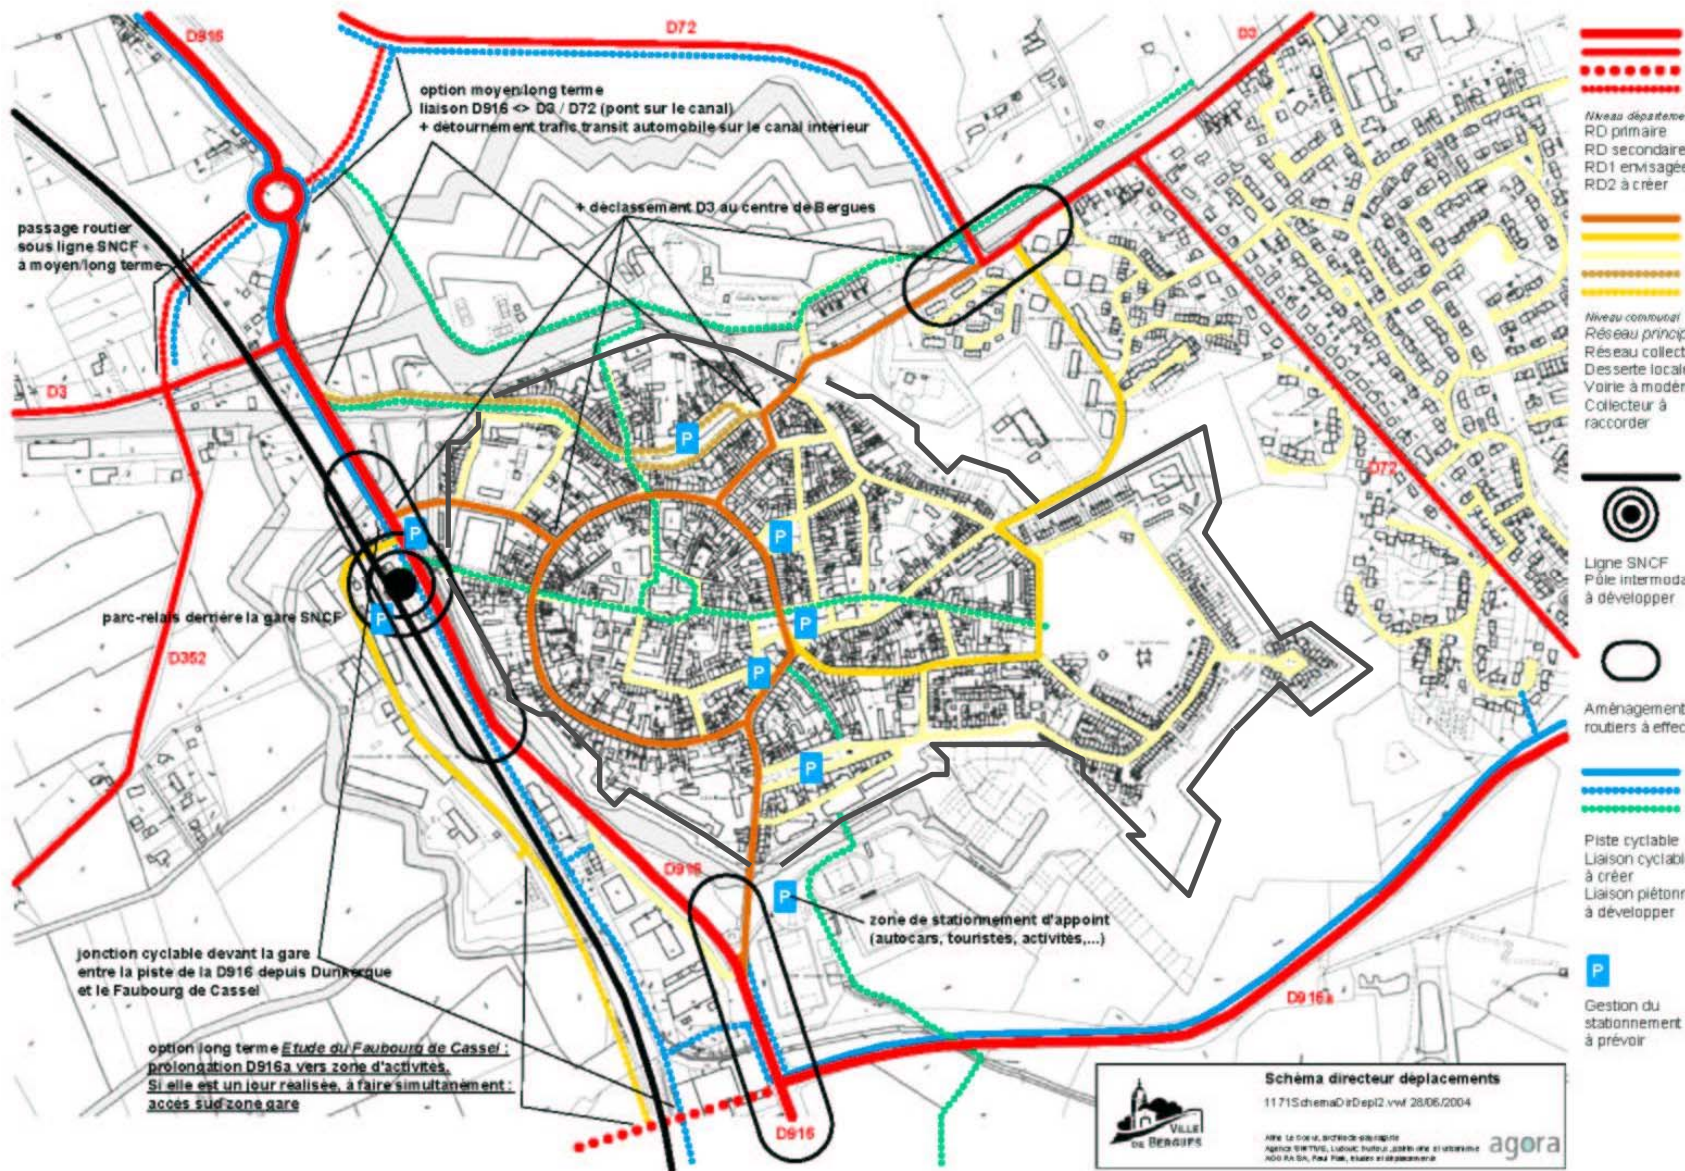 D916
D72
D3
option moyen/long terme
liaison D916 <> D3 / D72 (pont sur le canal)
+ détournement trafic transit automobile sur le canal intérieur
+ déclassement D3 au centre de Bergues
passage routier
sous ligne SNCF
à moyen/long terme
D3
D72
parc-relais derrière la gare SNCF
D352
P
P
P
P
P
P
P
P
D916
zone de stationnement d'appoint
(autocars, touristes, activités,...)
jonction cyclable devant la gare
entre la piste de la D916 depuis Dunkerque
et le Faubourg de Cassel
D916a
option long terme Etude du Faubourg de Cassel :
prolongation D916a vers zone d'activités.
Si elle est un jour réalisée, à faire simultanément :
accès sud zone gare
D916
Niveau départeme
RD primaire
RD secondaire
RD1 envisagée
RD2 à créer
Niveau communal
Réseau princip
Réseau collect
Desserte locale
Voirie à modér
Collecteur à
raccorder
Ligne SNCF
Pôle intermoda
à développer
Aménagement
routiers à effec
Piste cyclable
Liaison cyclabl
à créer
Liaison piétonn
à développer
P
Gestion du
stationnement
à prévoir
VILLE
DE BERGUES
Schéma directeur déplacements
1171SchemaDirDepl2.vwf 28/06/2004
agora